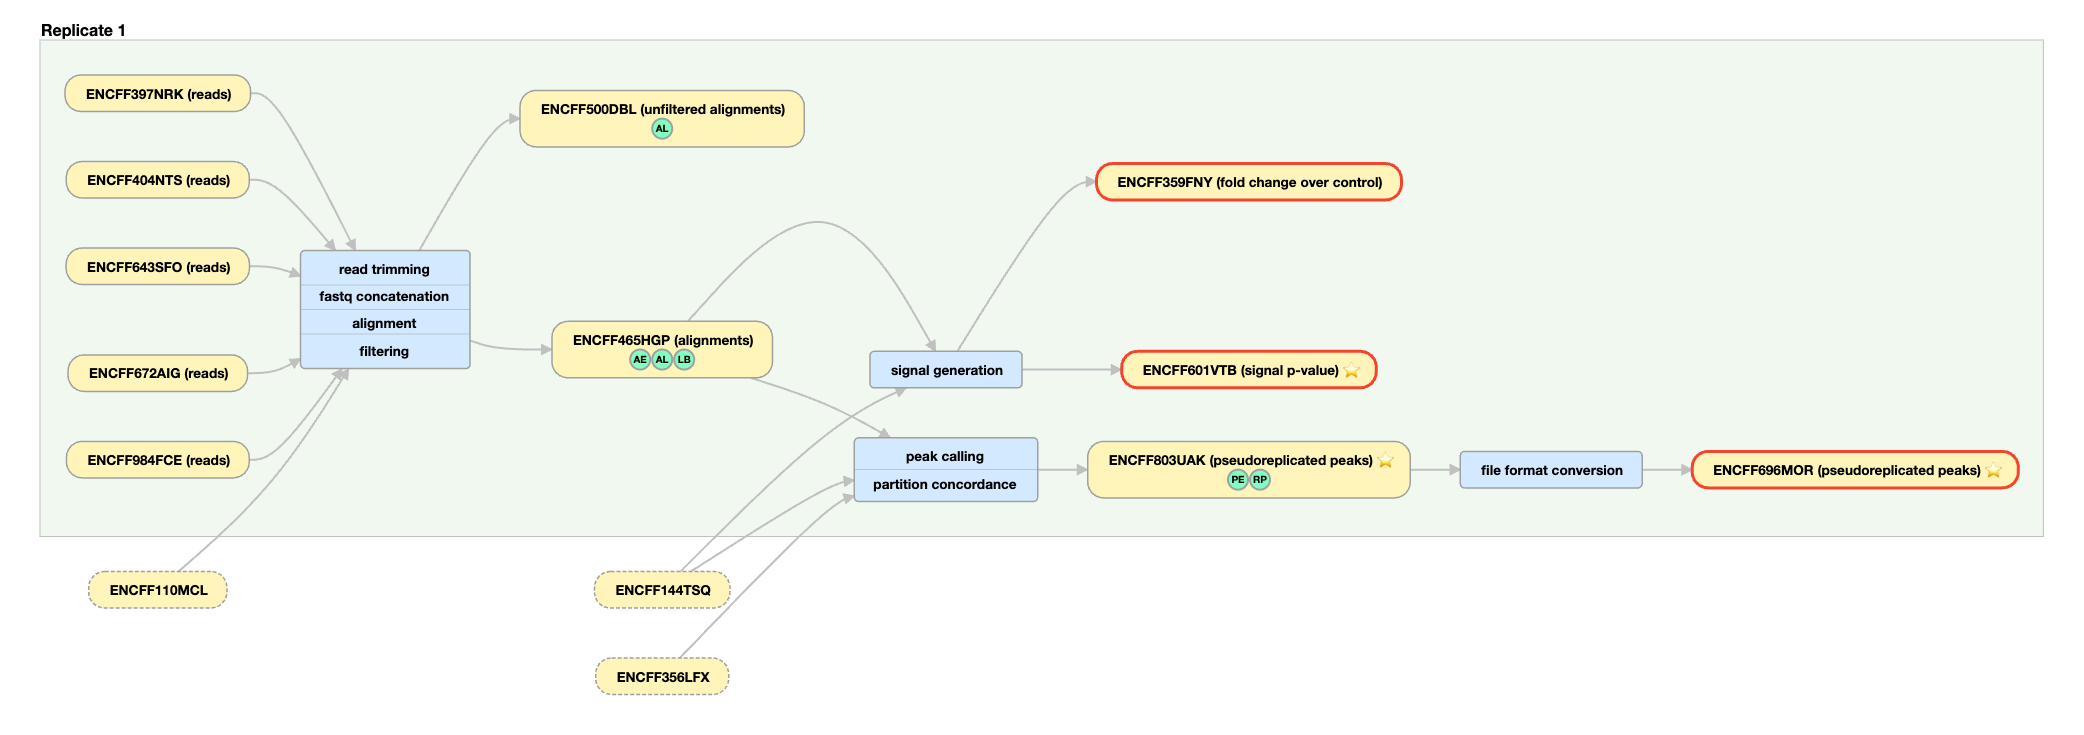 Replicate 1
ENCFF397NRK (reads)
ENCFF500DBL (unfiltered alignments)
AL
ENCFF404NTS (reads)
ENCFF359FNY (fold change over control)
ENCFF643SFO (reads)
read trimming
fastq concatenation
alignment
filtering
ENCFF465HGP (alignments)
AE AL LB
signal generation
ENCFF601VTB (signal p-value)
ENCFF672AIG (reads)
ENCFF984FCE (reads)
peak calling
partition concordance
ENCFF803UAK (pseudoreplicated peaks)
PE RP
file format conversion
ENCFF696MOR (pseudoreplicated peaks)
ENCFF110MCL
ENCFF144TSQ
ENCFF356LFX